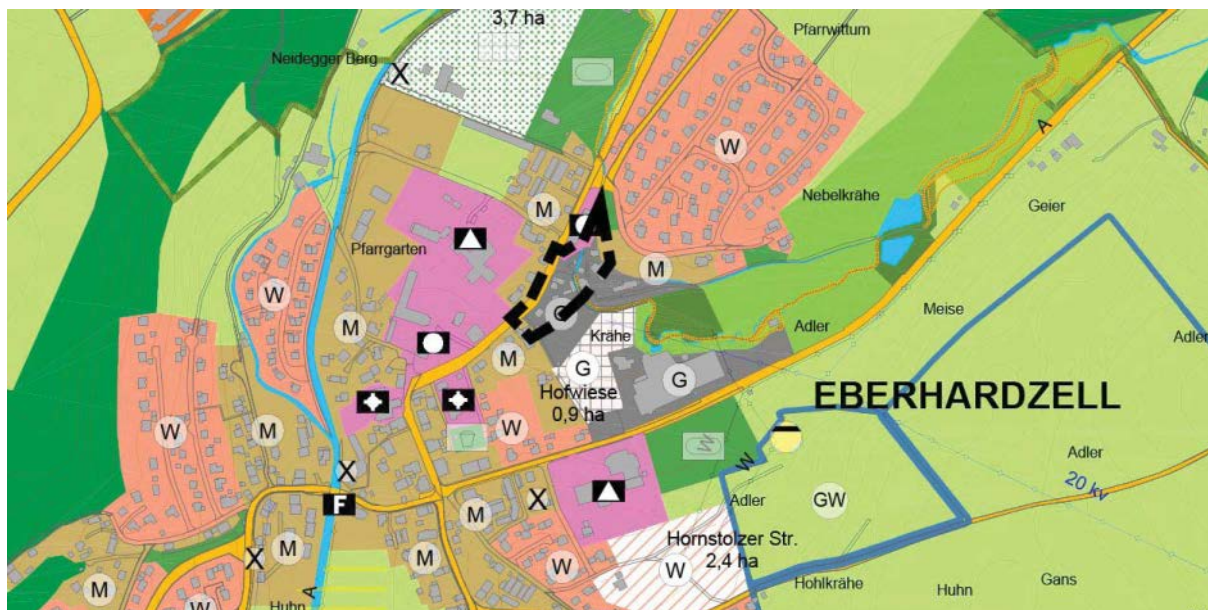 3,7 ha
Pfarrwittum
Neidegger Berg
X
W
A
Nebelkrähe
Geier
M
Pfarrgarten
M
W
M
G
Krähe
Adler
Meise
Adler
M
G
G
Hofwiese
0,9 ha
EBERHARDZELL
W
M
W
W
Adler
X
F
X
Adler
20 kv
GW
M
M
M
Hornstolzer Str.
2,4 ha
X
W
W
M
W
A
Huhn
Hohlkrähe
Huhn
Gans